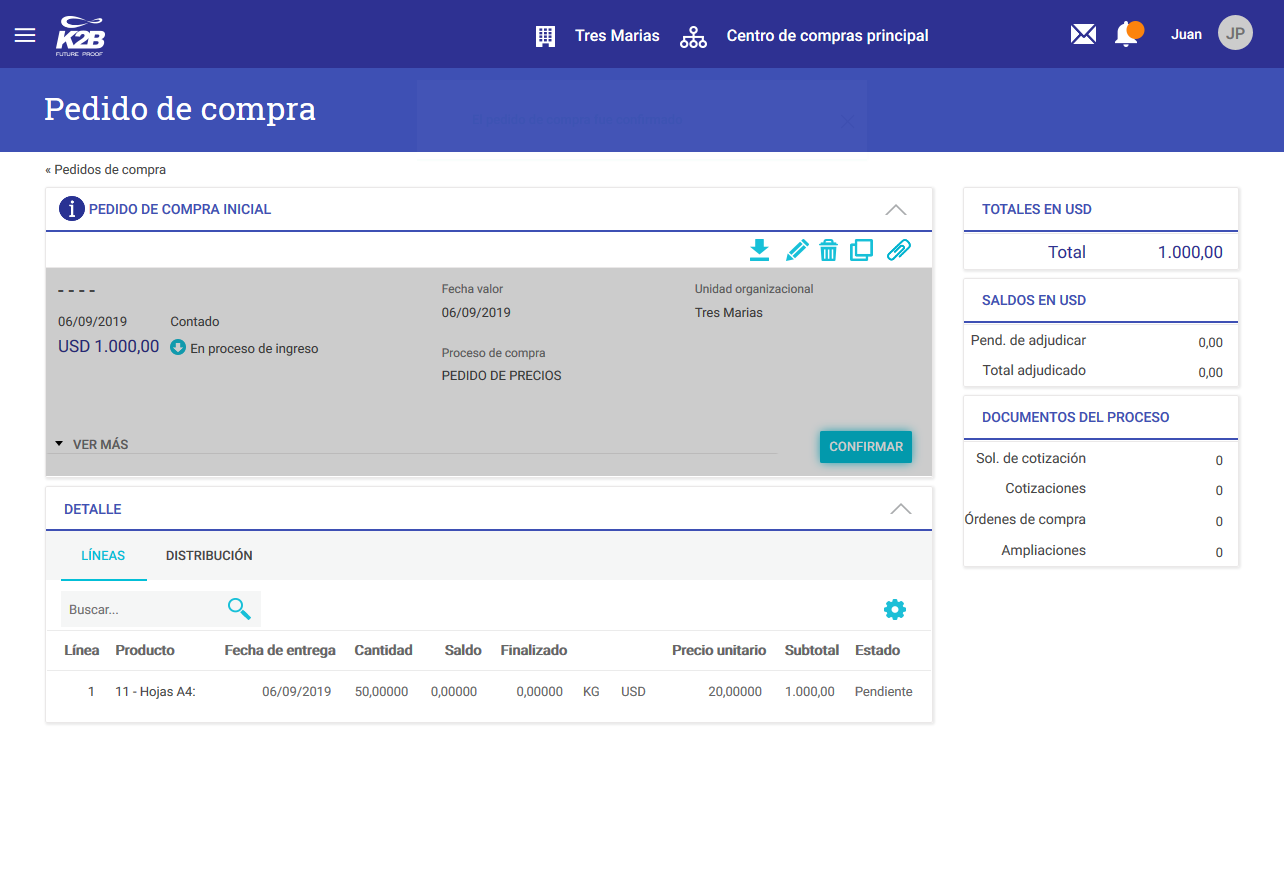 K2B
FUTURE PROOF
Tres Marias
Centro de compras principal
Juan
JP
Pedido de compra
« Pedidos de compra
i PEDIDO DE COMPRA INICIAL
- - - -
06/09/2019 Contado
USD 1.000,00 En proceso de ingreso
Fecha valor
06/09/2019
Proceso de compra
PEDIDO DE PRECIOS
Unidad organizacional
Tres Marias
VER MÁS
CONFIRMAR
DETALLE
LÍNEAS DISTRIBUCIÓN
Buscar...
Línea Producto Fecha de entrega Cantidad Saldo Finalizado Precio unitario Subtotal Estado
1 11 - Hojas A4: 06/09/2019 50,00000 0,00000 0,00000 KG USD 20,00000 1.000,00 Pendiente
TOTALES EN USD
Total 1.000,00
SALDOS EN USD
Pend. de adjudicar 0,00
Total adjudicado 0,00
DOCUMENTOS DEL PROCESO
Sol. de cotización 0
Cotizaciones 0
Órdenes de compra 0
Ampliaciones 0